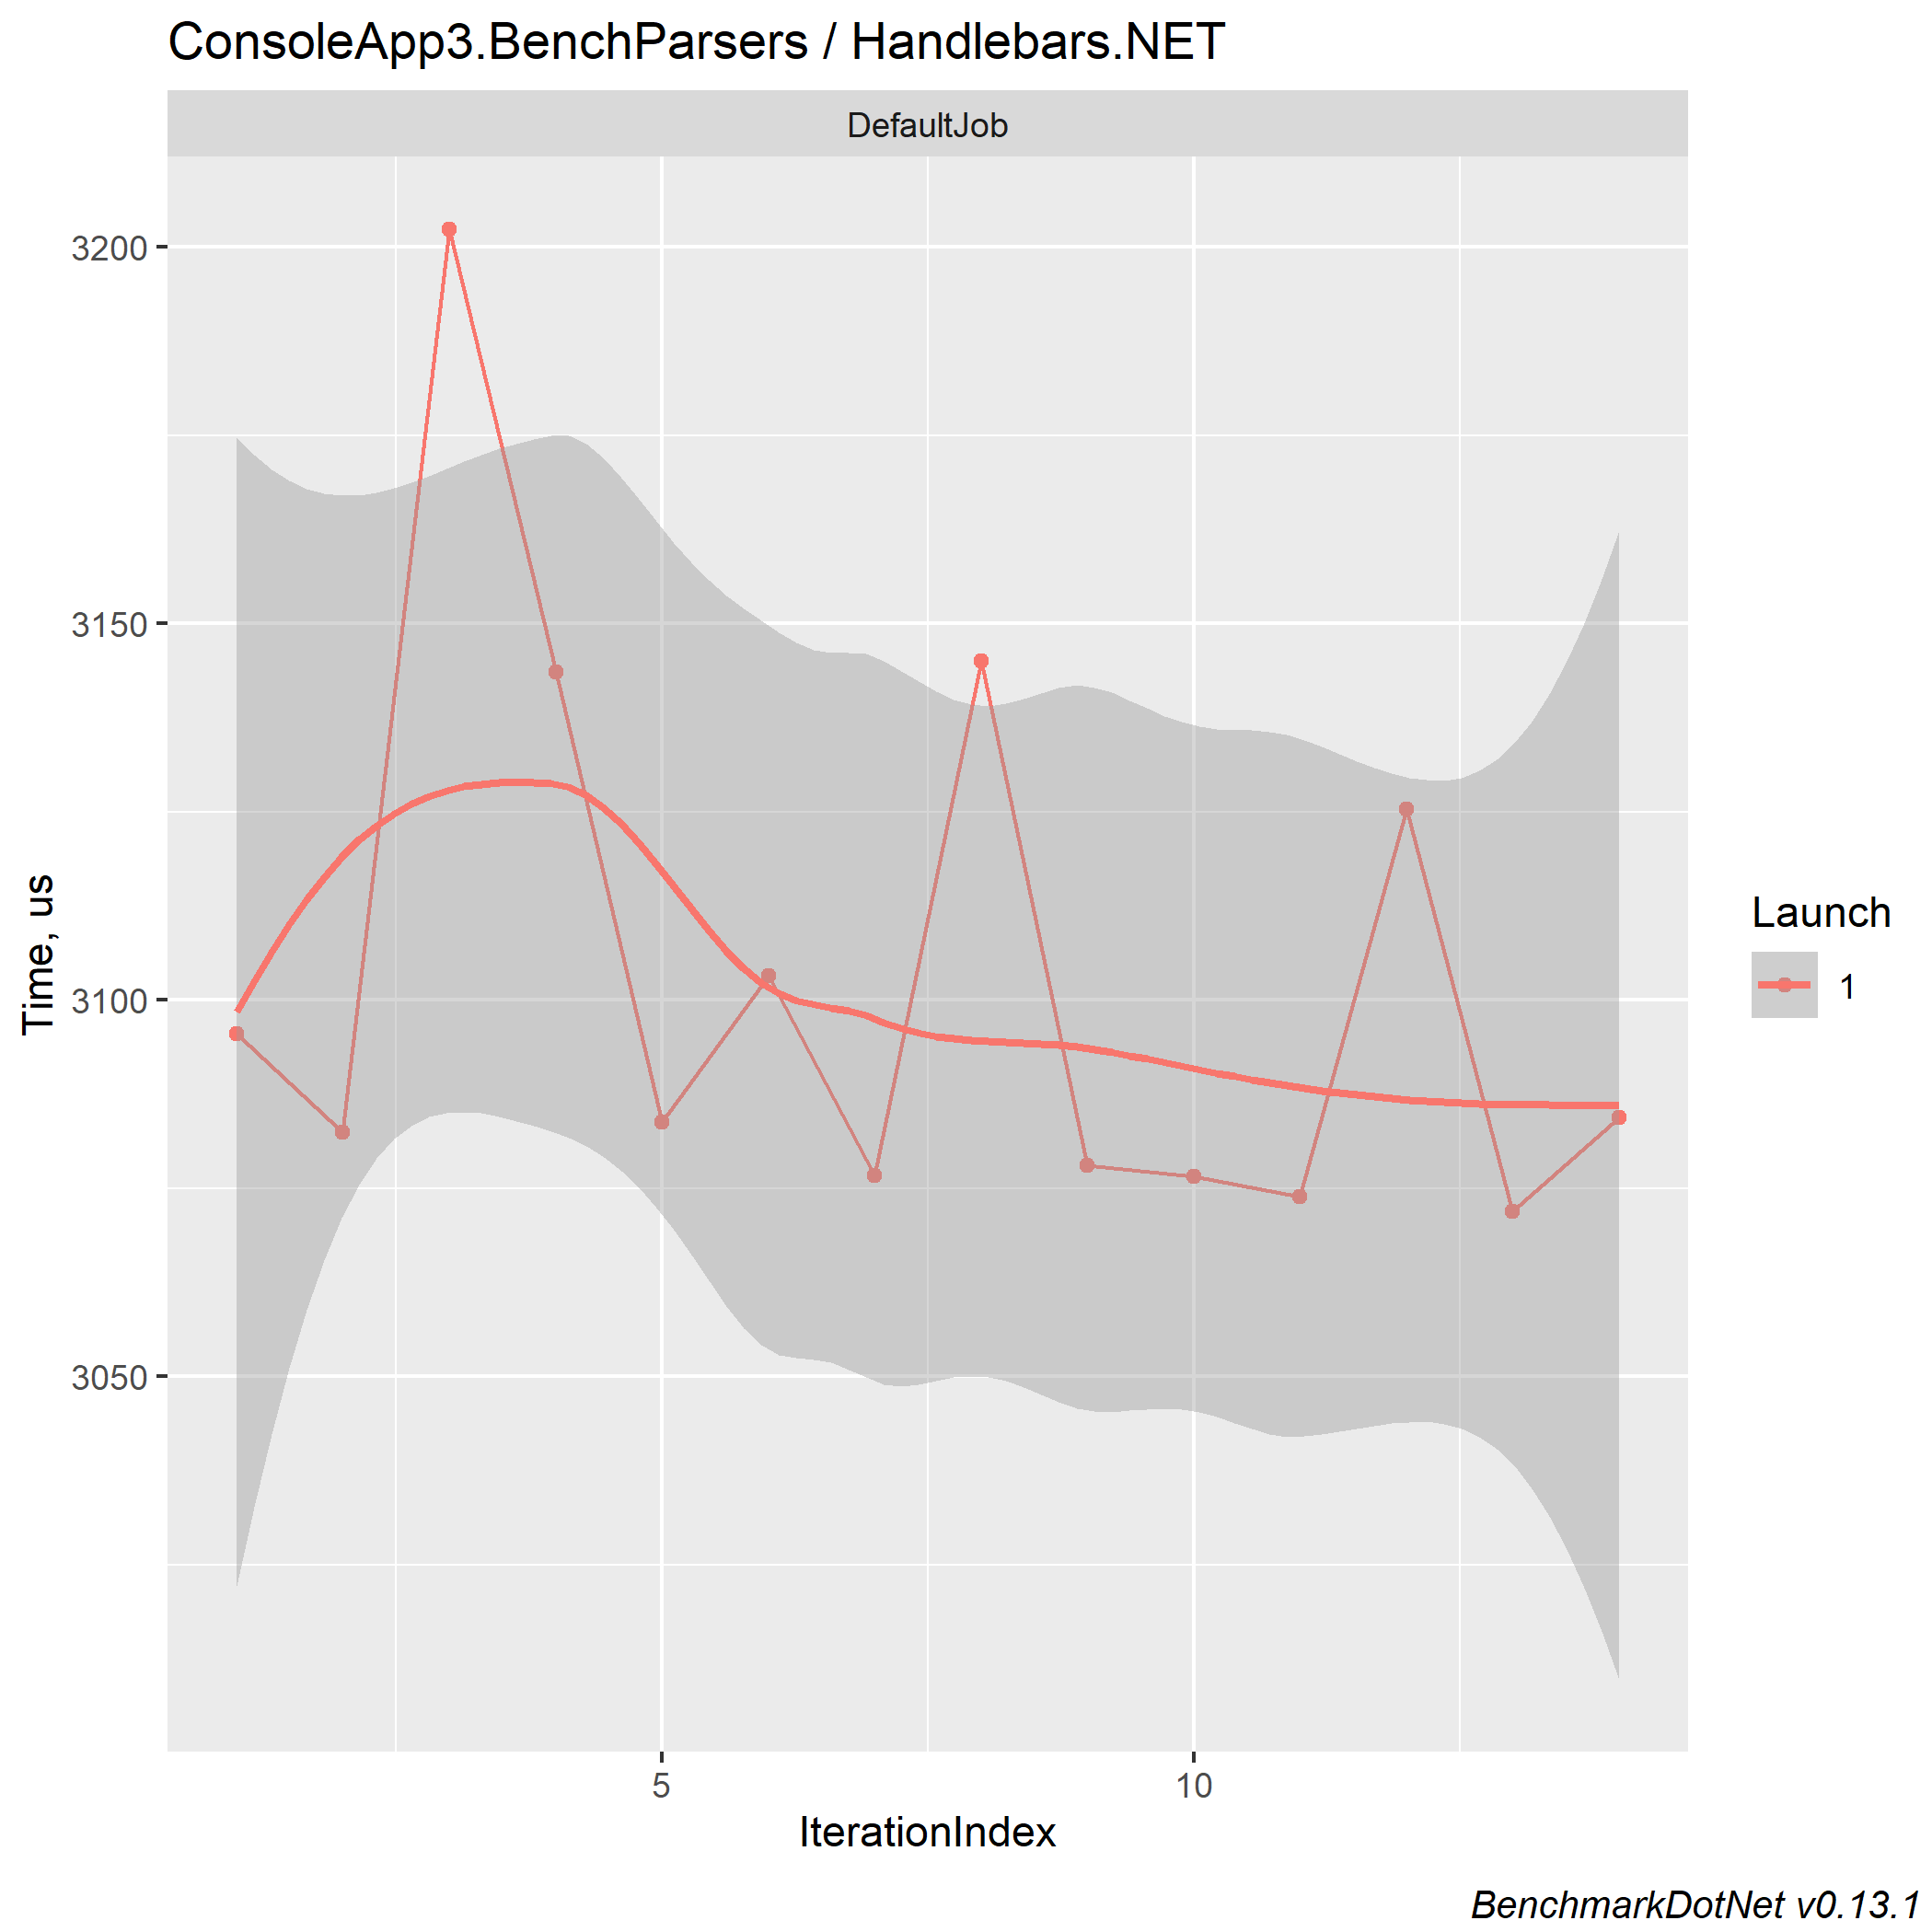 ConsoleApp3.BenchParsers / Handlebars.NET
DefaultJob
3200
3150
3100
3050
Time, us
5
10
IterationIndex
Launch
1
BenchmarkDotNet v0.13.1